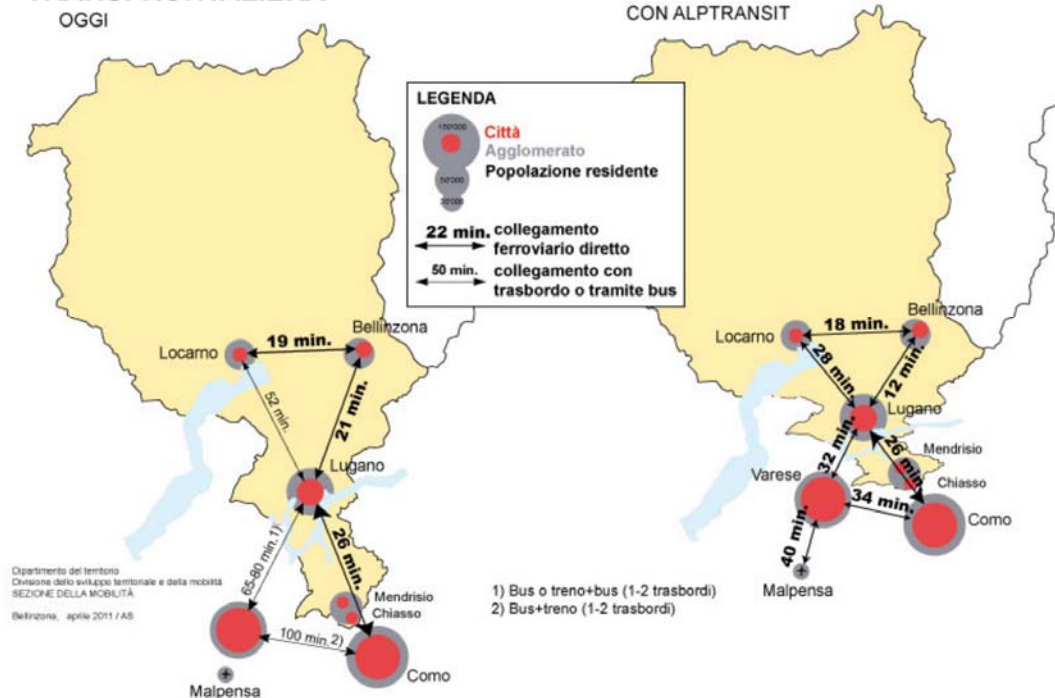 OGGI
CON ALPTRANSIT
LEGENDA
150'000
Città
Agglomerato
Popolazione residente
50'000
22 min. collegamento
ferroviario diretto
50 min. collegamento con
trasbordo o tramite bus
Locarno
19 min.
Bellinzona
52 min.
21 min.
Lugano
65-80 min. 1)
26 min.
Mendrisio
Chiasso
100 min. 2)
Como
Malpensa
Locarno
18 min.
Bellinzona
28 min.
12 min.
Lugano
32 min.
26 min.
Mendrisio
Chiasso
Varese
34 min.
Como
40 min.
Malpensa
1) Bus o treno+bus (1-2 trasbordi)
2) Bus+treno (1-2 trasbordi)
Dipartimento del territorio
Divisione dello sviluppo territoriale e della mobilità
SEZIONE DELLA MOBILITÀ
Bellinzona, aprile 2011 / AS